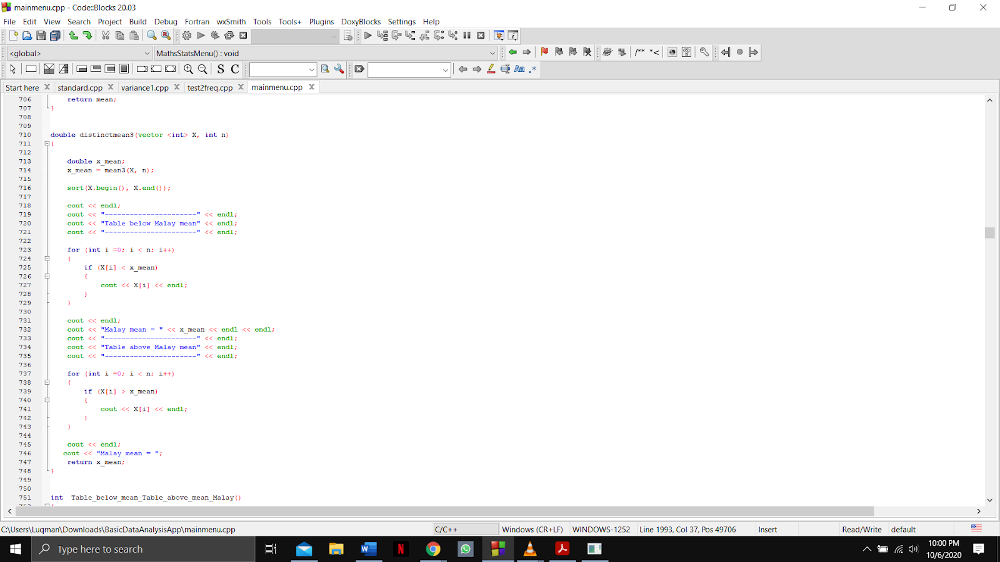 mainmenu.cpp - Code::Blocks 20.03
File Edit View Search Project Build Debug Fortran wxSmith Tools Tools+ Plugins DoxyBlocks Settings Help
<global> MathsStatsMenu() : void
/** *<
S C Aa .*
Start here standard.cpp variance1.cpp test2freq.cpp mainmenu.cpp
706 return mean;
707 }
708
709
710 double distinctmean3(vector <int> X, int n)
711 {
712
713 double x_mean;
714 x_mean = mean3(X, n);
715
716 sort(X.begin(), X.end());
717
718 cout << endl;
719 cout << "----------------------" << endl;
720 cout << "Table below Malay mean" << endl;
721 cout << "----------------------" << endl;
722
723 for (int i =0; i < n; i++)
724 {
725 if (X[i] < x_mean)
726 {
727 cout << X[i] << endl;
728 }
729 }
730
731 cout << endl;
732 cout << "Malay mean = " << x_mean << endl << endl;
733 cout << "----------------------" << endl;
734 cout << "Table above Malay mean" << endl;
735 cout << "----------------------" << endl;
736
737 for (int i =0; i < n; i++)
738 {
739 if (X[i] > x_mean)
740 {
741 cout << X[i] << endl;
742 }
743 }
744
745 cout << endl;
746 cout << "Malay mean = ";
747 return x_mean;
748 }
749
750
751 int Table_below_mean_Table_above_mean_Malay()
C:\Users\Luqman\Downloads\BasicDataAnalysisApp\mainmenu.cpp C/C++ Windows (CR+LF) WINDOWS-1252 Line 1993, Col 37, Pos 49706 Insert Read/Write default
Type here to search
10:00 PM
10/6/2020